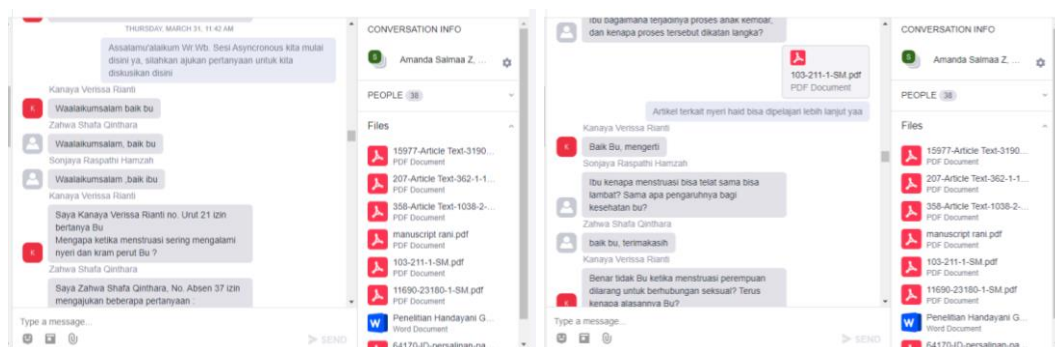 THURSDAY, MARCH 31, 11:42 AM
Assalamu'alaikum Wr.Wb. Sesi Asyncronous kita mulai
disini ya, silahkan ajukan pertanyaan untuk kita
diskusikan disini
Kanaya Verissa Rianti
K
Waalaikumsalam baik bu
Zahwa Shafa Qinthara
Waalaikumsalam, baik bu
Sonjaya Raspathi Hamzah
Waalaikumsalam ,baik ibu
Kanaya Verissa Rianti
Saya Kanaya Verissa Rianti no. Urut 21 izin
bertanya Bu
Mengapa ketika menstruasi sering mengalami
nyeri dan kram perut Bu ?
K
Zahwa Shafa Qinthara
Saya Zahwa Shafa Qinthara, No. Absen 37 izin
mengajukan beberapa pertanyaan :
Type a message...
SEND
CONVERSATION INFO
S
Amanda Salmaa Z, ...
PEOPLE 38
Files
15977-Article Text-3190...
PDF Document
207-Article Text-362-1-1...
PDF Document
358-Article Text-1038-2-...
PDF Document
manuscript rani.pdf
PDF Document
103-211-1-SM.pdf
PDF Document
11690-23180-1-SM.pdf
PDF Document
Penelitian Handayani G...
Word Document
64170-ID-persalinan-pa...
Ibu bagaimana terjadinya proses anak kembar,
dan kenapa proses tersebut dikatan langka?
103-211-1-SM.pdf
PDF Document
Artikel terkait nyeri haid bisa dipelajari lebih lanjut yaa
Kanaya Verissa Rianti
K
Baik Bu, mengerti
Sonjaya Raspathi Hamzah
Ibu kenapa menstruasi bisa telat sama bisa
lambat? Sama apa pengaruhnya bagi
kesehatan bu?
Zahwa Shafa Qinthara
baik bu, terimakasih
Kanaya Verissa Rianti
Benar tidak Bu ketika menstruasi perempuan
dilarang untuk berhubungan seksual? Terus
kenapa alasannya Bu?
K
Type a message...
SEND
CONVERSATION INFO
S
Amanda Salmaa Z, ...
PEOPLE 38
Files
15977-Article Text-3190...
PDF Document
207-Article Text-362-1-1...
PDF Document
358-Article Text-1038-2-...
PDF Document
manuscript rani.pdf
PDF Document
103-211-1-SM.pdf
PDF Document
11690-23180-1-SM.pdf
PDF Document
Penelitian Handayani G...
Word Document
64170-ID-persalinan-pa...